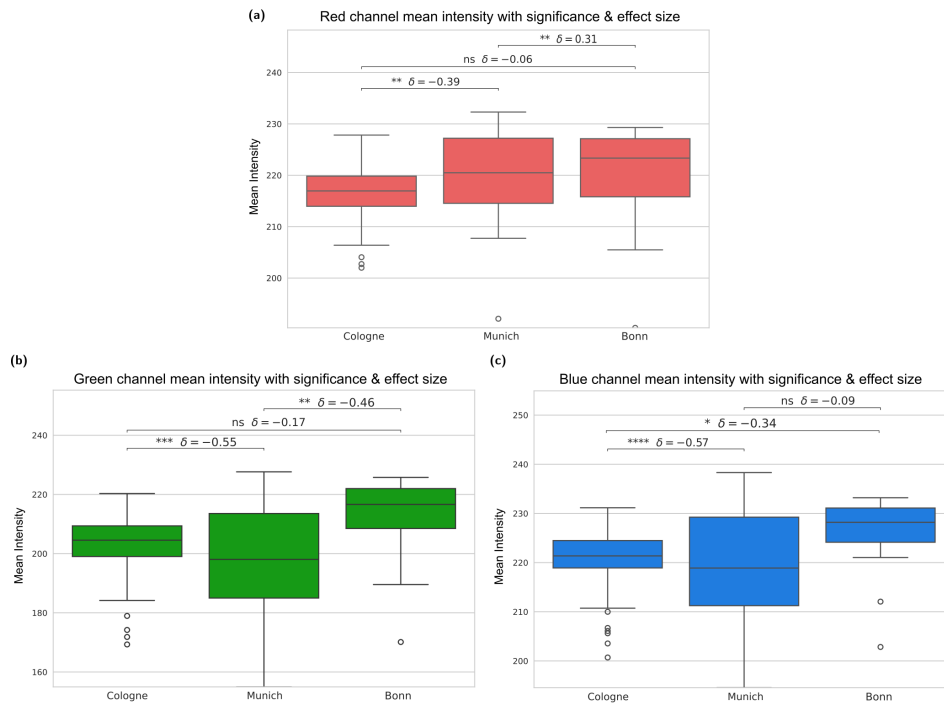 (a)
Red channel mean intensity with significance & effect size
** δ = 0.31
ns δ = −0.06
** δ = −0.39
Mean Intensity
240
230
220
210
200
Cologne Munich Bonn
(b)
Green channel mean intensity with significance & effect size
** δ = −0.46
ns δ = −0.17
*** δ = −0.55
Mean Intensity
240
220
200
180
160
Cologne Munich Bonn
(c)
Blue channel mean intensity with significance & effect size
ns δ = −0.09
* δ = −0.34
**** δ = −0.57
Mean Intensity
250
240
230
220
210
200
Cologne Munich Bonn